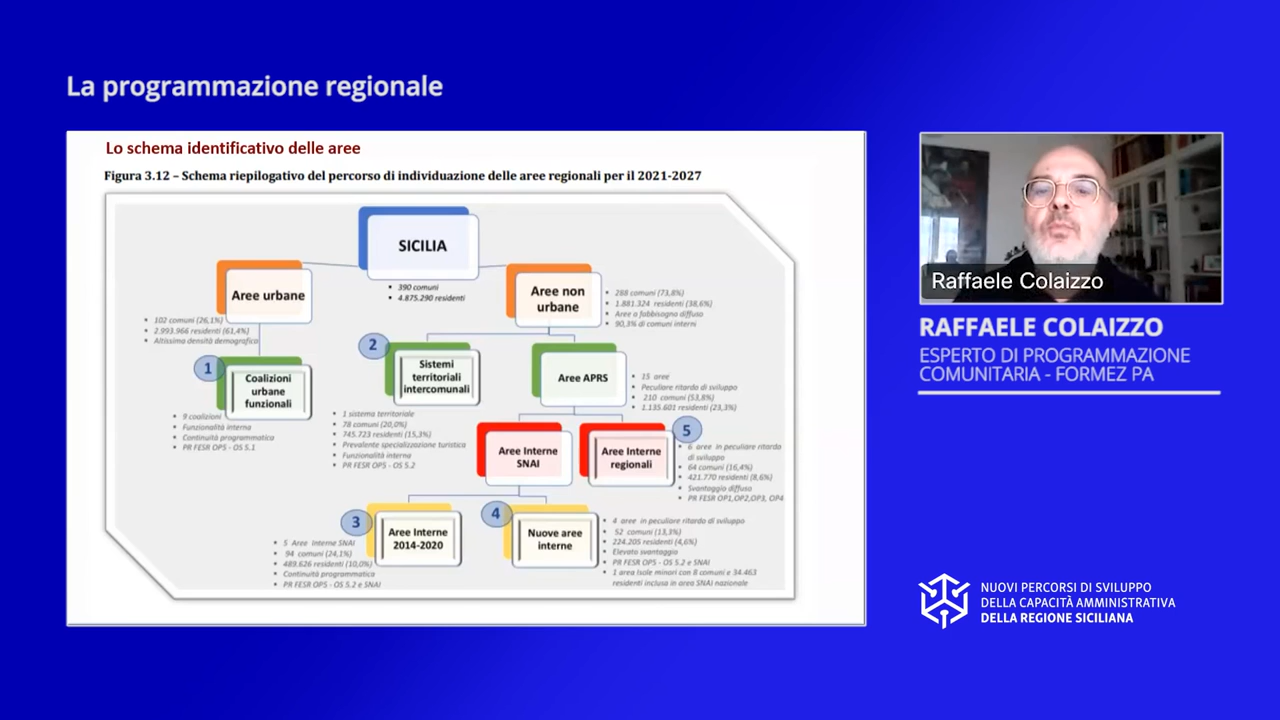 La programmazione regionale
Lo schema identificativo delle aree
Figura 3.12 – Schema riepilogativo del percorso di individuazione delle aree regionali per il 2021-2027
SICILIA
• 390 comuni
• 4.875.290 residenti
Aree urbane
• 102 comuni (26,1%)
• 2.993.966 residenti (61,4%)
• Altissima densità demografica
Aree non
urbane
• 288 comuni (73,8%)
• 1.881.324 residenti (38,6%)
• Aree a fabbisogno diffuso
• 90,3% di comuni interni
1
Coalizioni
urbane
funzionali
• 9 coalizioni
• Funzionalità interna
• Continuità programmatica
• PR FESR OP5 - OS 5.1
2
Sistemi
territoriali
intercomunali
• 1 sistema territoriale
• 78 comuni (20,0%)
• 745.723 residenti (15,3%)
• Prevalente specializzazione turistica
• Funzionalità interna
• PR FESR OP5 - OS 5.2
Aree APRS
• 15 aree
• Peculiare ritardo di sviluppo
• 210 comuni (53,8%)
• 1.135.601 residenti (23,3%)
Aree Interne
SNAI
5
Aree Interne
regionali
• 6 aree in peculiare ritardo
di sviluppo
• 64 comuni (16,4%)
• 421.770 residenti (8,6%)
• Svantaggio diffuso
• PR FESR OP1,OP2,OP3, OP4
3
Aree Interne
2014-2020
• 5 Aree Interne SNAI
• 94 comuni (24,1%)
• 489.626 residenti (10,0%)
• Continuità programmatica
• PR FESR OP5 - OS 5.2 e SNAI
4
Nuove aree
interne
• 4 aree in peculiare ritardo di sviluppo
• 52 comuni (13,3%)
• 224.205 residenti (4,6%)
• Elevato svantaggio
• PR FESR OP5 - OS 5.2 e SNAI
• 1 area Isole minori con 8 comuni e 34.463
residenti inclusa in area SNAI nazionale
Raffaele Colaizzo
RAFFAELE COLAIZZO
ESPERTO DI PROGRAMMAZIONE
COMUNITARIA - FORMEZ PA
NUOVI PERCORSI DI SVILUPPO
DELLA CAPACITÀ AMMINISTRATIVA
DELLA REGIONE SICILIANA